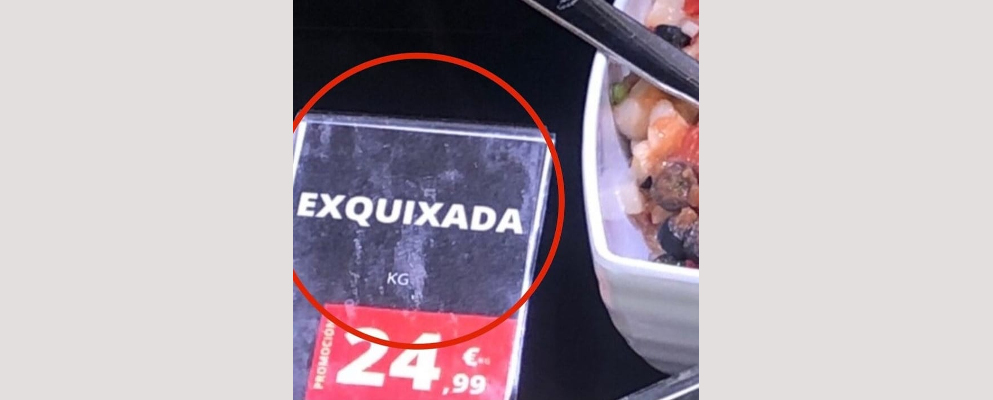 EXQUIXADA
KG
PROMOCIÓN
24,99 €